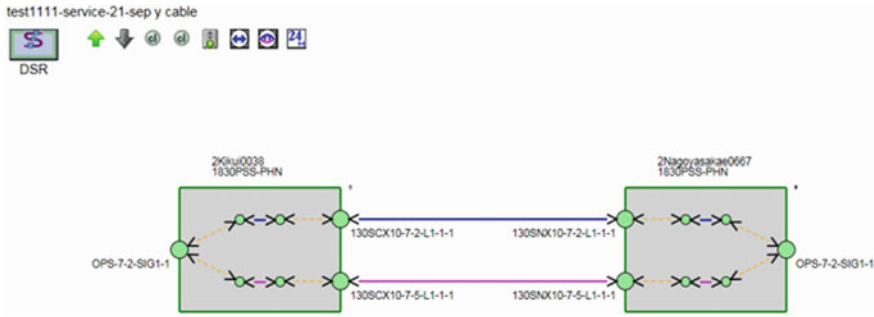 test1111-service-21-sep y cable
DSR
24
2Kikui0038
1830PSS-PHN
2Nagoyasakae0667
1830PSS-PHN
130SCX10-7-2-L1-1-1
130SNX10-7-2-L1-1-1
OPS-7-2-SIG1-1
OPS-7-2-SIG1-1
130SCX10-7-5-L1-1-1
130SNX10-7-5-L1-1-1